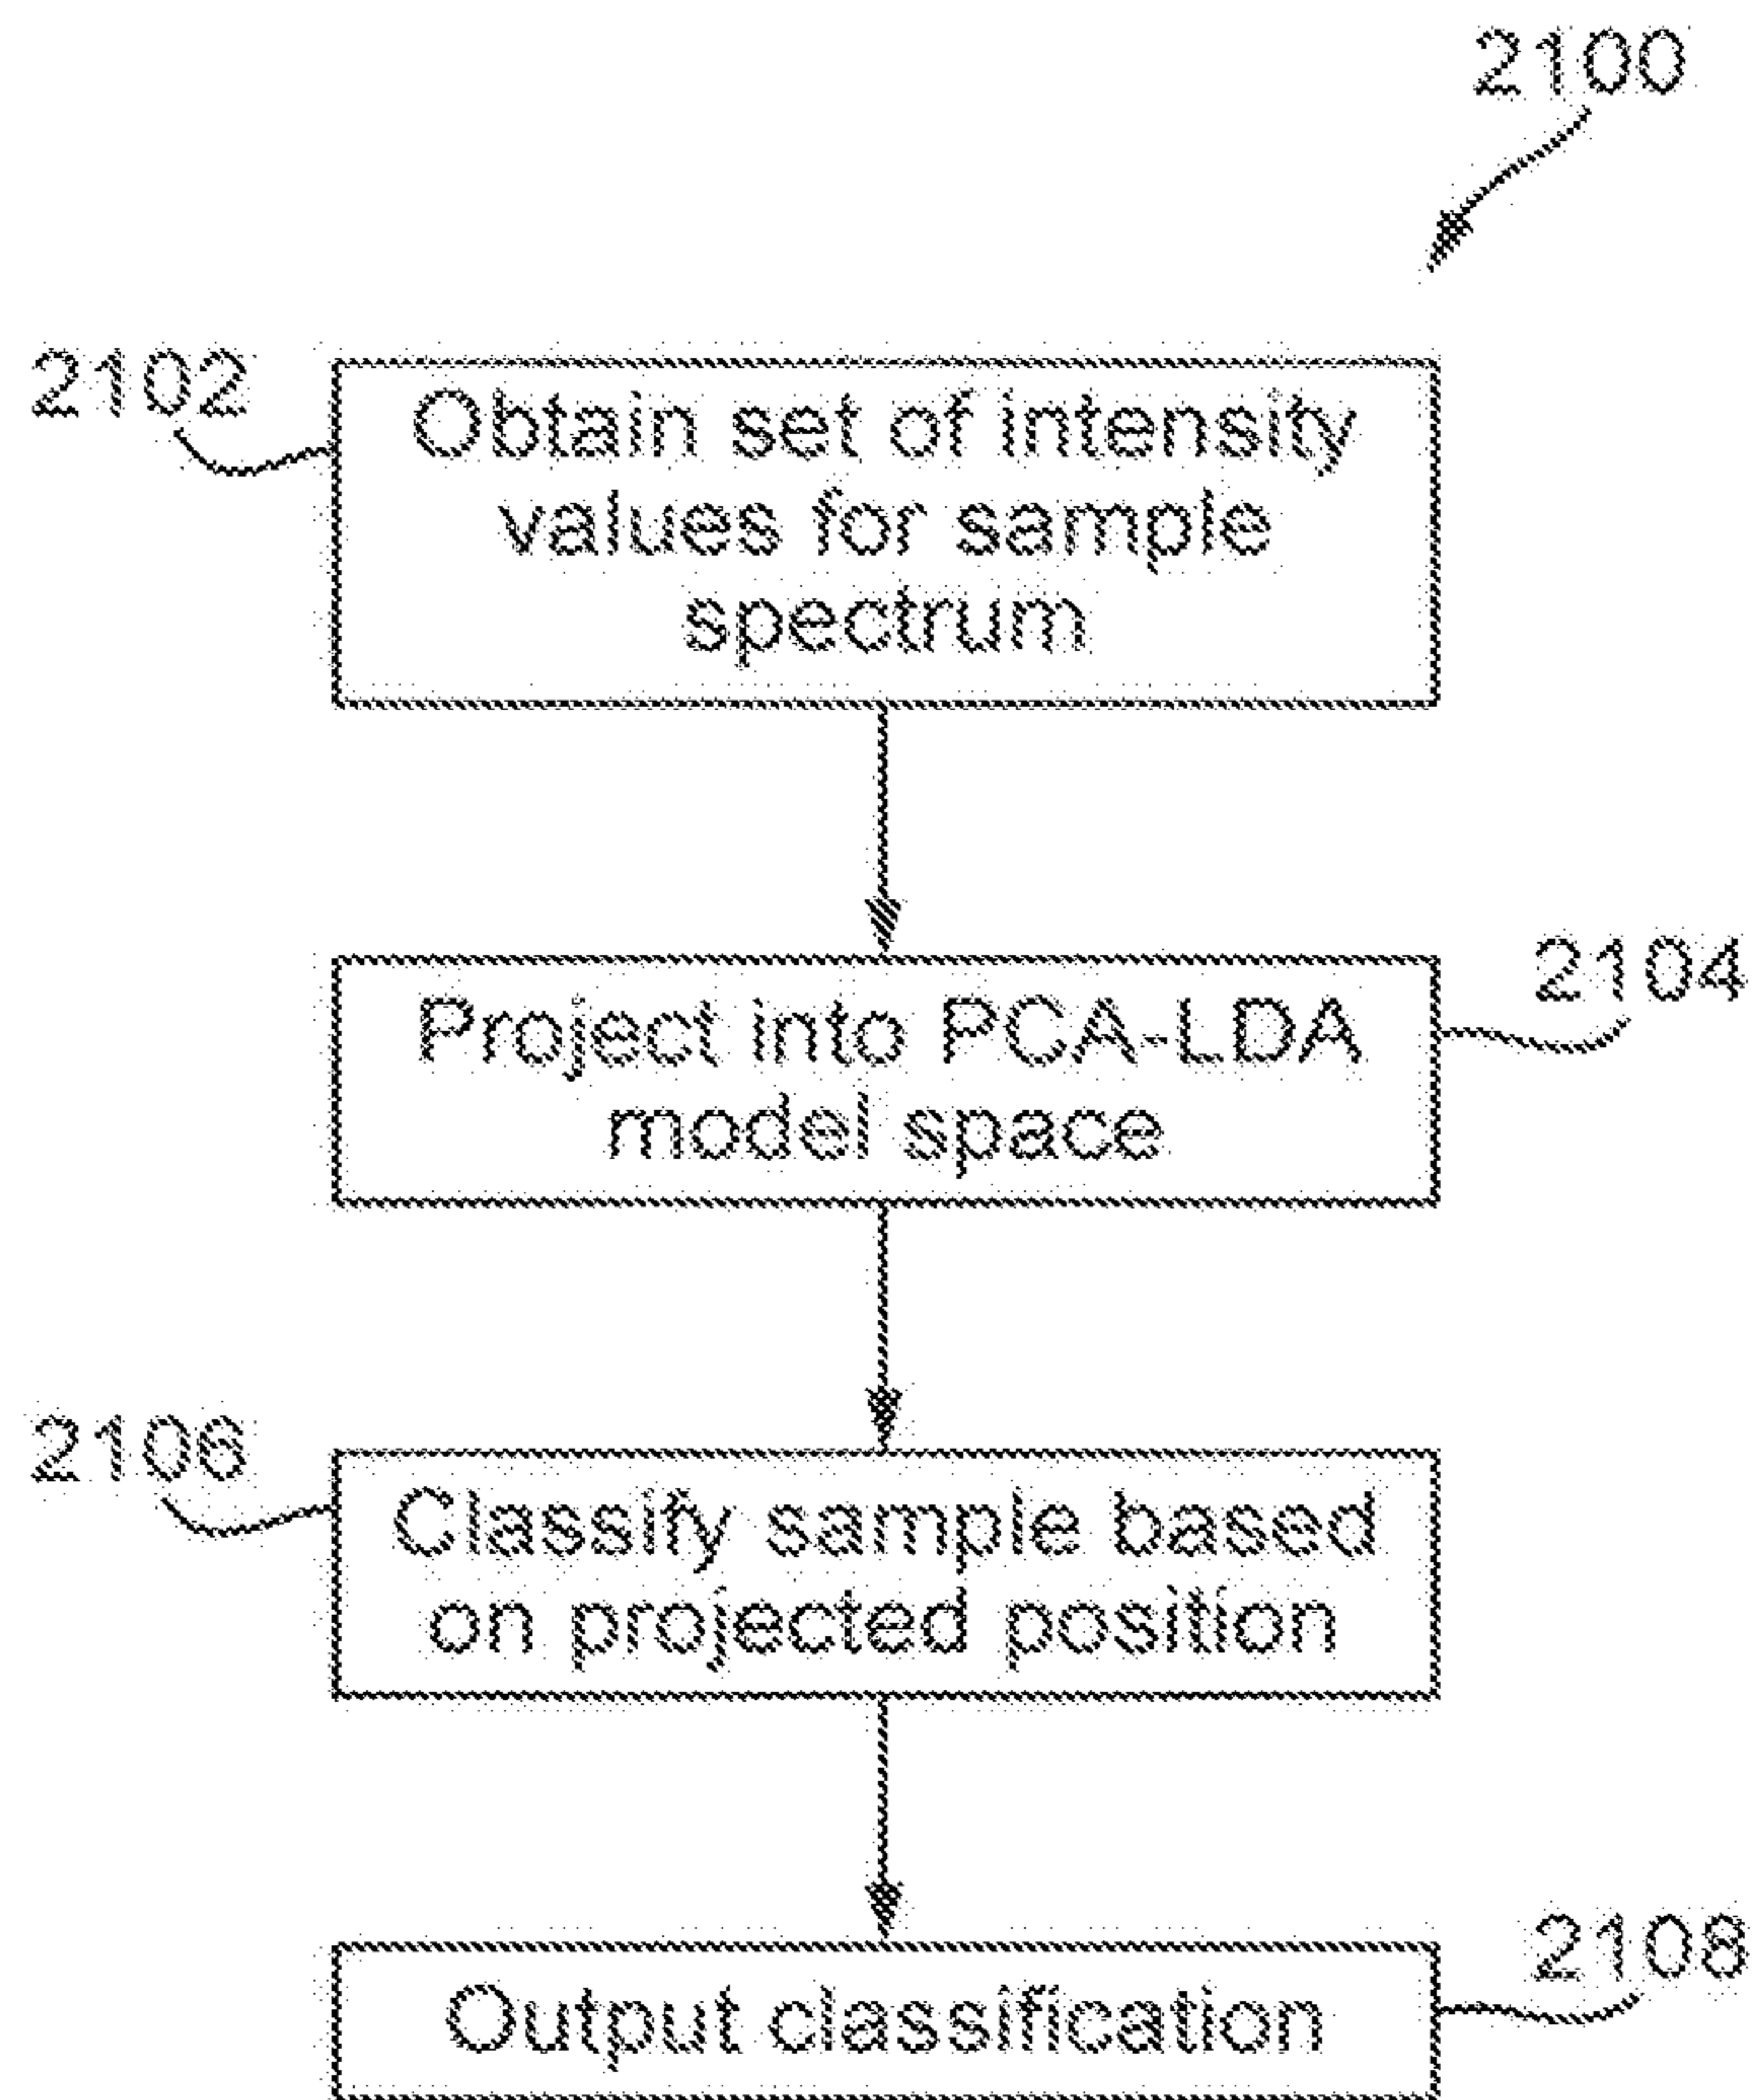 2100
2102
Obtain set of intensity
values for sample
spectrum
2104
Project into PCA-LDA
model space
2106
Classify sample based
on projected position
2108
Output classification